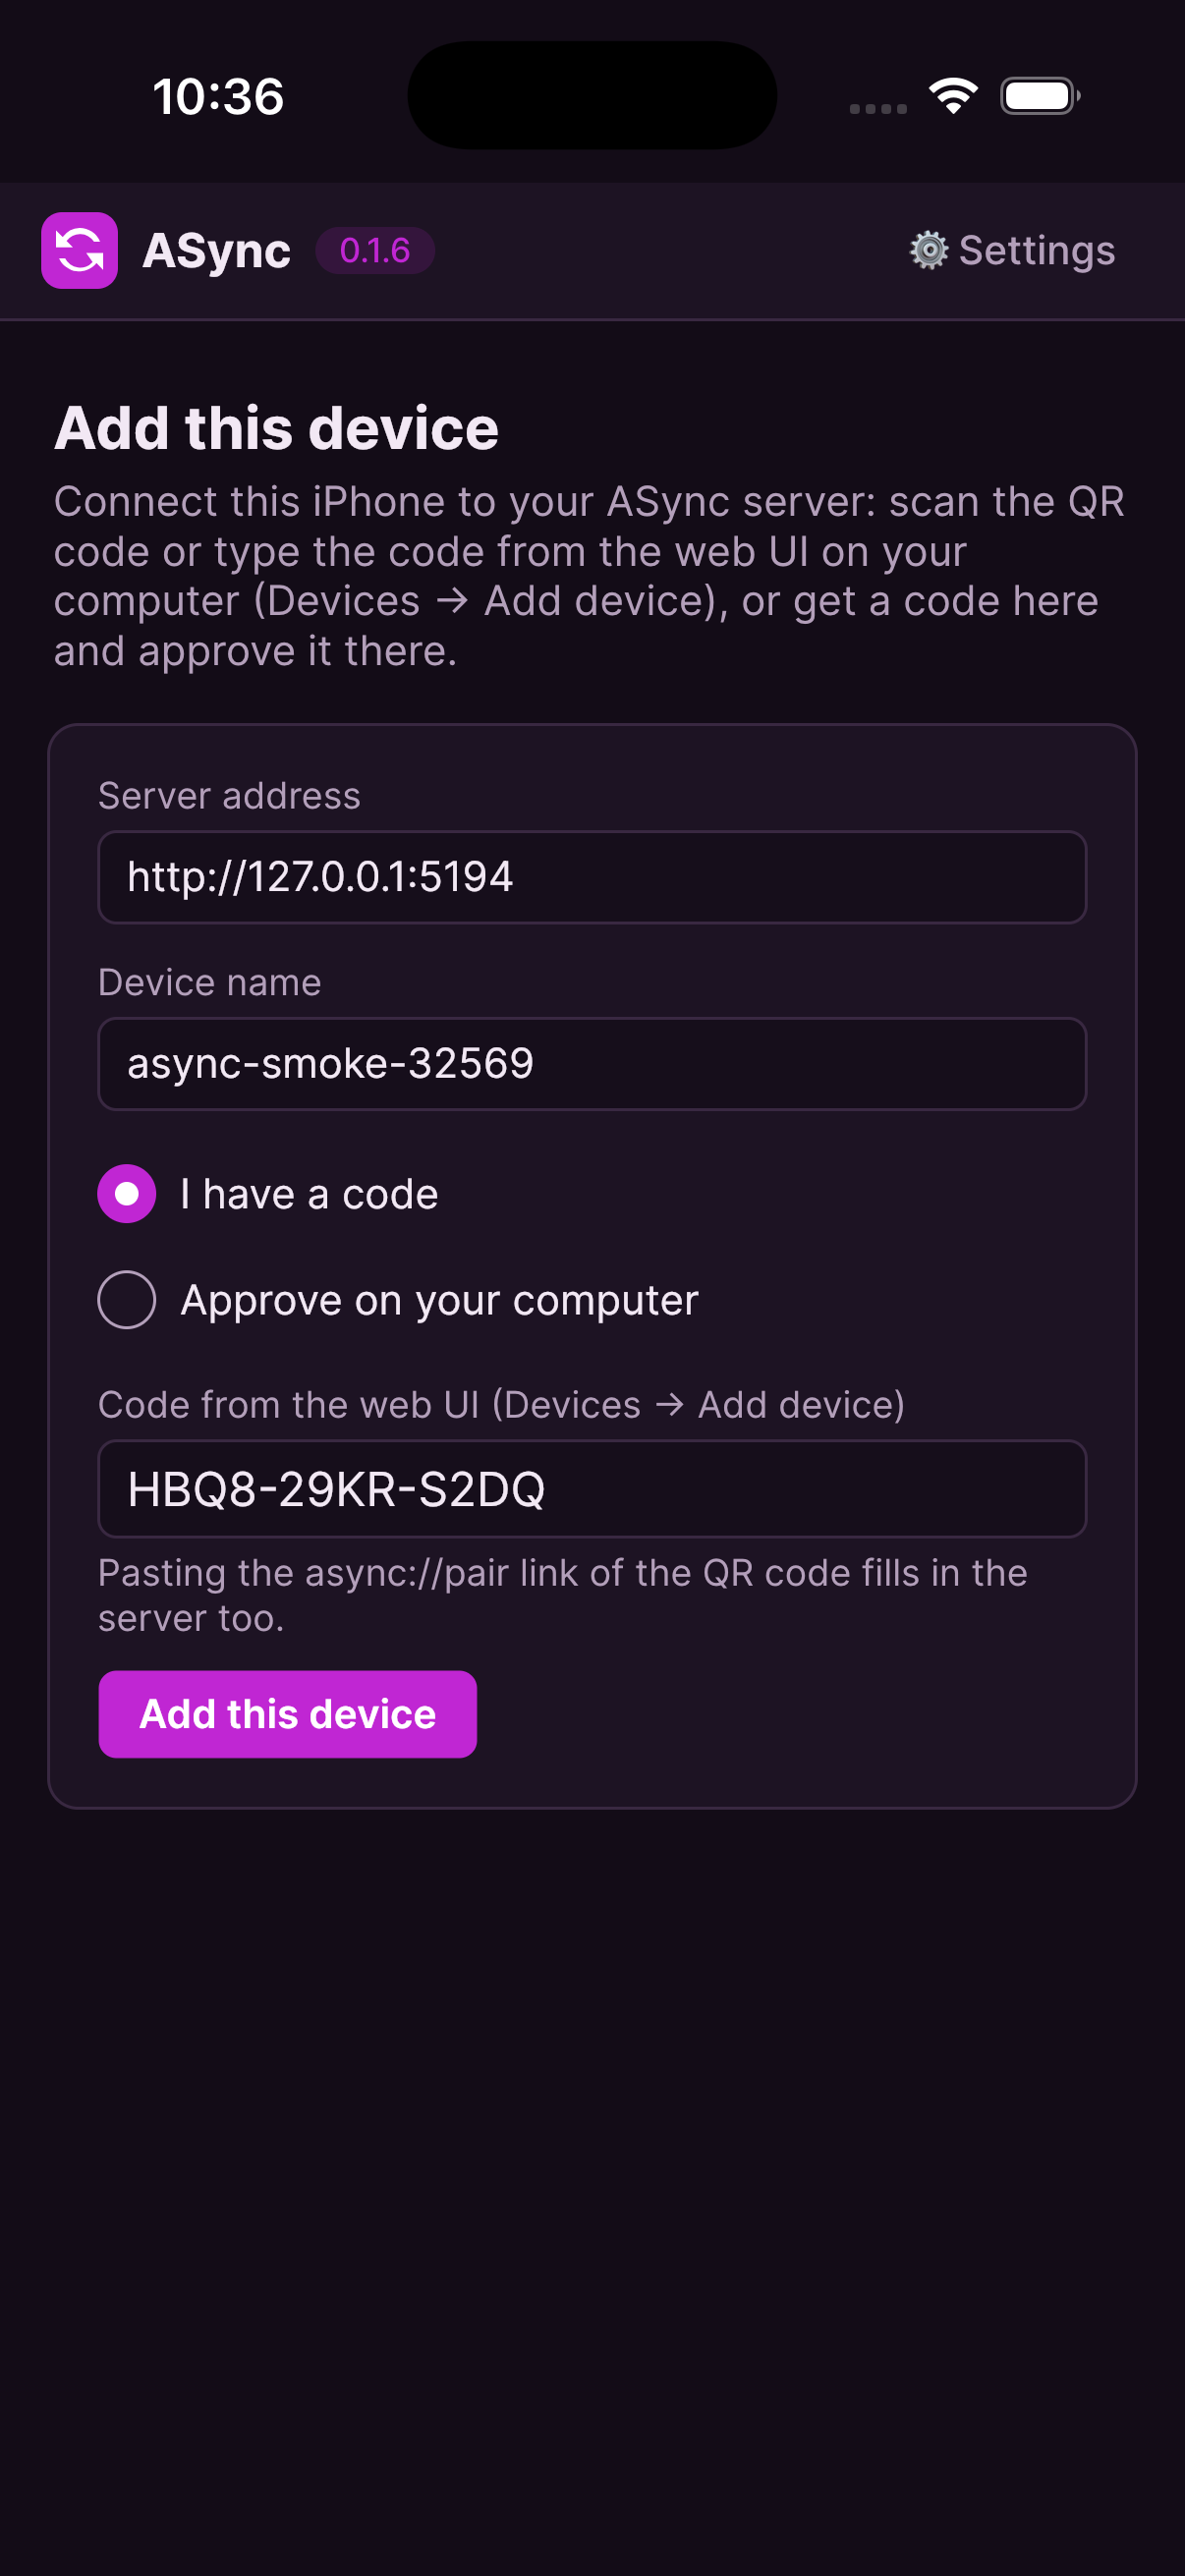 10:36
ASync 0.1.6 Settings
Add this device
Connect this iPhone to your ASync server: scan the QR
code or type the code from the web UI on your
computer (Devices → Add device), or get a code here
and approve it there.
Server address
http://127.0.0.1:5194
Device name
async-smoke-32569
I have a code
Approve on your computer
Code from the web UI (Devices → Add device)
HBQ8-29KR-S2DQ
Pasting the async://pair link of the QR code fills in the
server too.
Add this device